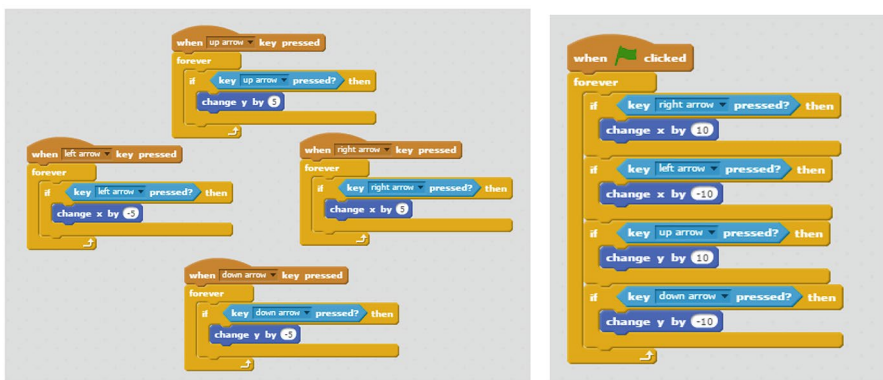 when up arrow key pressed
forever
if key up arrow pressed? then
change y by 5
when left arrow key pressed
forever
if key left arrow pressed? then
change x by -5
when right arrow key pressed
forever
if key right arrow pressed? then
change x by 5
when down arrow key pressed
forever
if key down arrow pressed? then
change y by -5
when clicked
forever
if key right arrow pressed? then
change x by 10
if key left arrow pressed? then
change x by -10
if key up arrow pressed? then
change y by 10
if key down arrow pressed? then
change y by -10